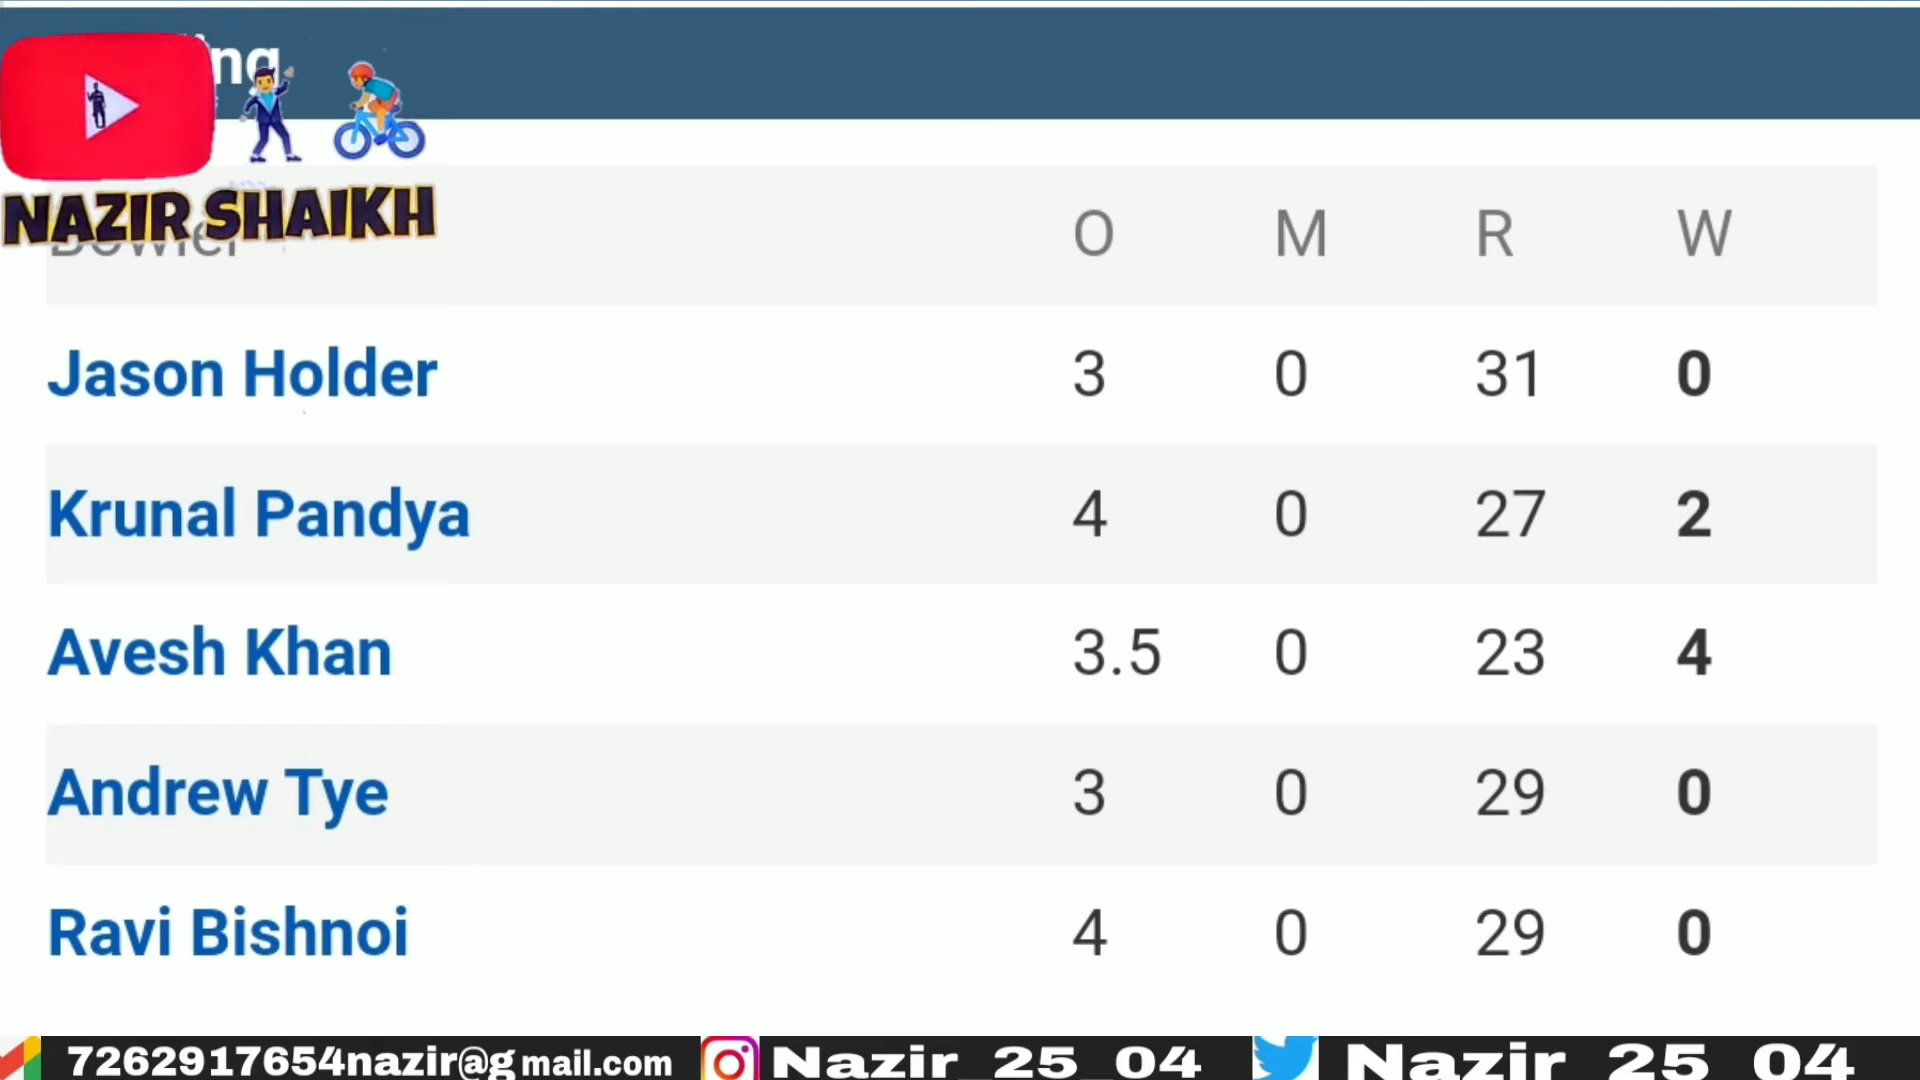 ing
NAZIR SHAIKH
Bowler O M R W
Jason Holder 3 0 31 0
Krunal Pandya 4 0 27 2
Avesh Khan 3.5 0 23 4
Andrew Tye 3 0 29 0
Ravi Bishnoi 4 0 29 0
7262917654nazir@gmail.com Nazir_25_04 Nazir_25_04